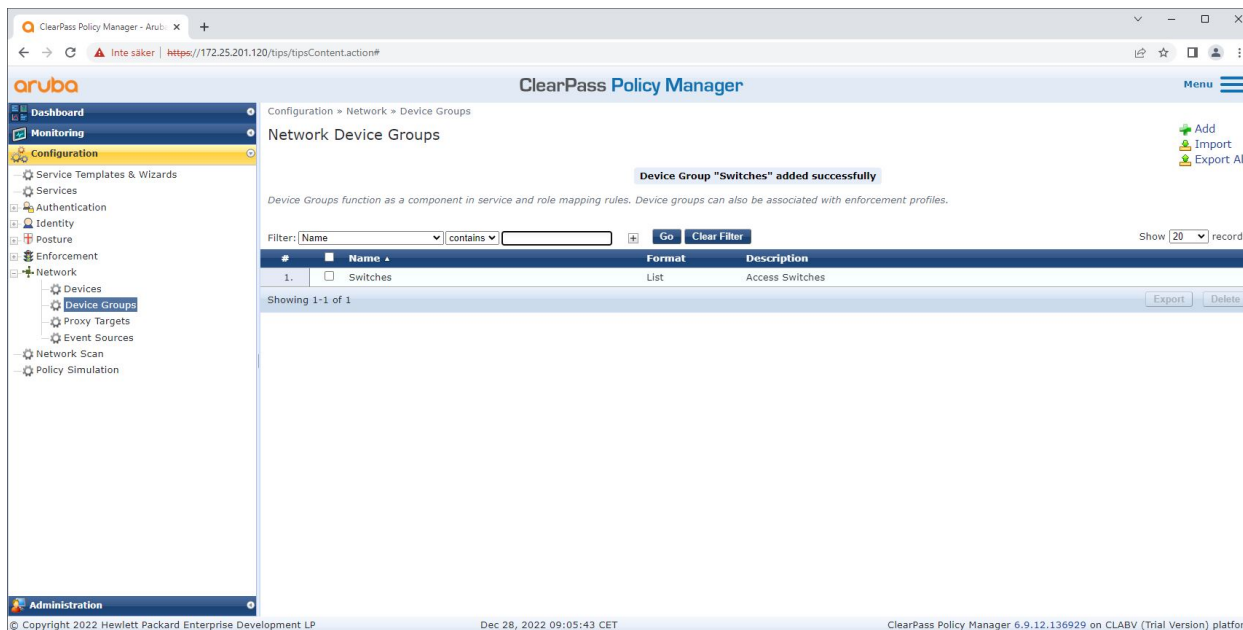 ClearPass Policy Manager - Arub
Inte säker | https://172.25.201.120/tips/tipsContent.action#
aruba
ClearPass Policy Manager
Menu
Dashboard
Monitoring
Configuration
Service Templates & Wizards
Services
Authentication
Identity
Posture
Enforcement
Network
Devices
Device Groups
Proxy Targets
Event Sources
Network Scan
Policy Simulation
Administration
Configuration » Network » Device Groups
Network Device Groups
Add
Import
Export Al
Device Group "Switches" added successfully
Device Groups function as a component in service and role mapping rules. Device groups can also be associated with enforcement profiles.
Filter: Name contains + Go Clear Filter Show 20 record
# Name Format Description
1. Switches List Access Switches
Showing 1-1 of 1 Export Delete
© Copyright 2022 Hewlett Packard Enterprise Development LP Dec 28, 2022 09:05:43 CET ClearPass Policy Manager 6.9.12.136929 on CLABV (Trial Version) platfor